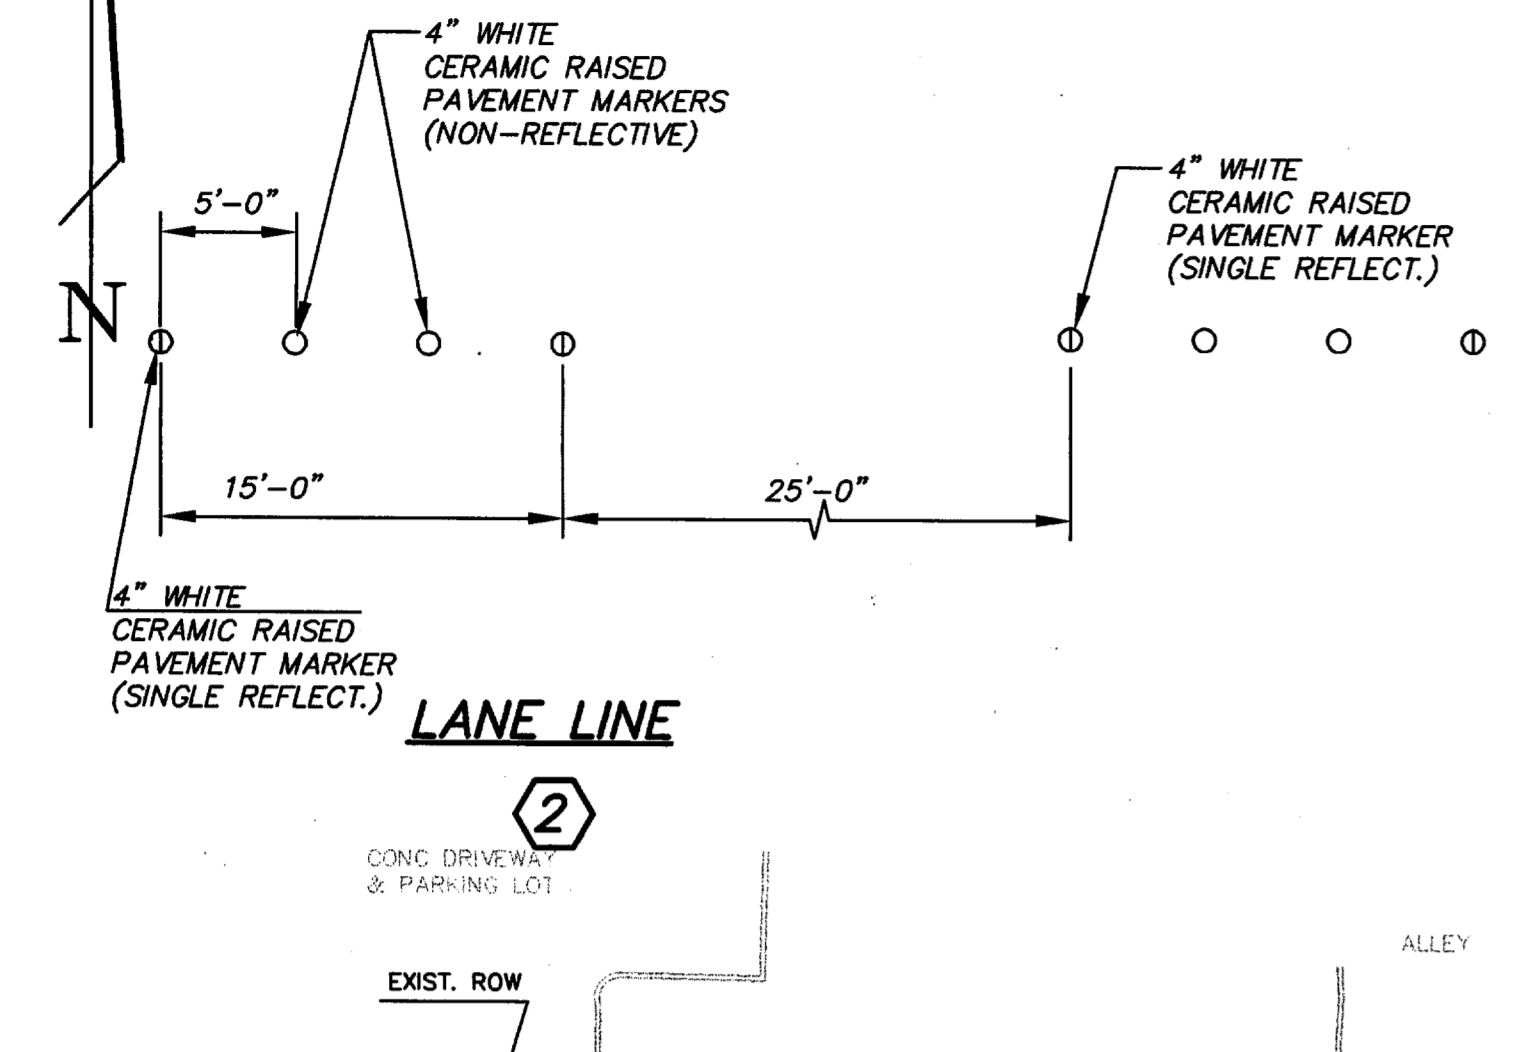 4" WHITE
CERAMIC RAISED
PAVEMENT MARKERS
(NON-REFLECTIVE)
4" WHITE
CERAMIC RAISED
PAVEMENT MARKER
(SINGLE REFLECT.)
5'-0"
N
15'-0"
25'-0"
4" WHITE
CERAMIC RAISED
PAVEMENT MARKER
(SINGLE REFLECT.)
LANE LINE
2
CONC DRIVEWAY
& PARKING LOT
ALLEY
EXIST. ROW